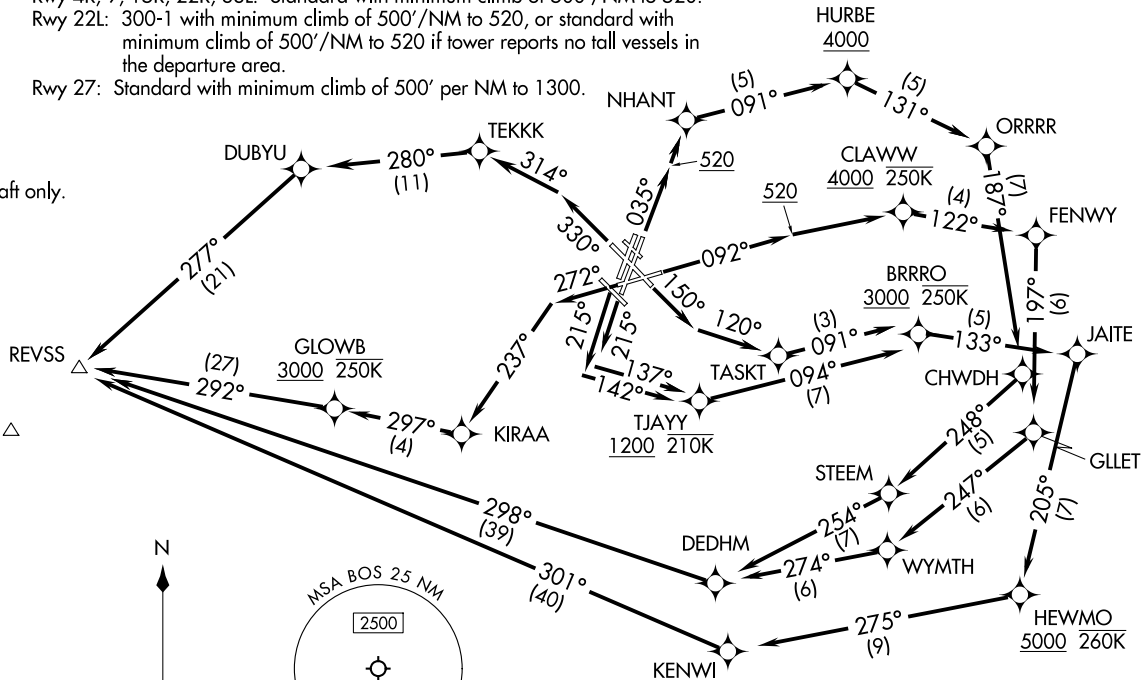 Rwy 22L: 300-1 with minimum climb of 500'/NM to 520, or standard with
minimum climb of 500'/NM to 520 if tower reports no tall vessels in
the departure area.
Rwy 27: Standard with minimum climb of 500' per NM to 1300.
aft only.
HURBE
4000
NHANT
(5)
091°
(5)
131°
ORRRR
TEKKK
DUBYU
280°
(11)
314°
330°
035°
520
520
CLAWW
4000 250K
(4)
122°
187°
(7)
FENWY
092°
277°
(21)
272°
150°
120°
215°
215°
BRRRO
3000 250K
197°
(6)
(3)
091°
(5)
133°
JAITE
REVSS
GLOWB
3000 250K
(27)
292°
237°
137°
142°
TASKT
094°
(7)
CHWDH
297°
(4)
KIRAA
TJAYY
1200 210K
248°
(5)
GLLET
STEEM
247°
(6)
205°
(7)
298°
(39)
254°
(7)
DEDHM
274°
(6)
WYMTH
301°
(40)
275°
(9)
HEWMO
5000 260K
KENWI
N
MSA BOS 25 NM
2500